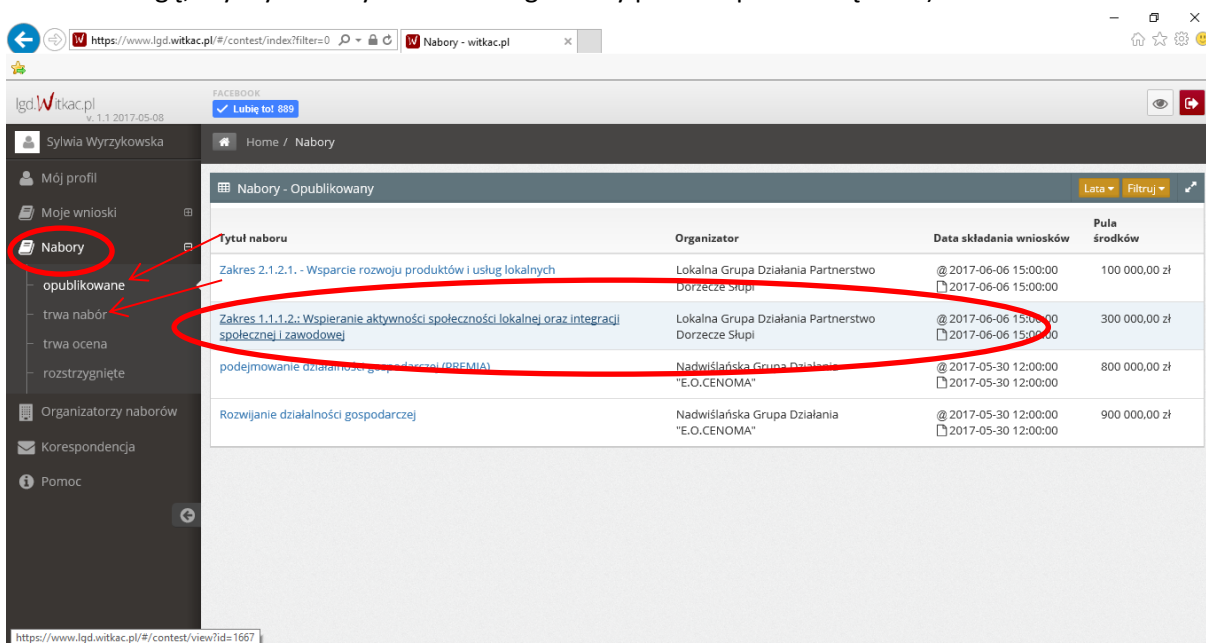 https://www.lgd.witkac.pl/#/contest/index?filter=0
Nabory - witkac.pl
lgd.Witkac.pl
v. 1.1 2017-05-08
FACEBOOK
Lubię to! 889
Sylwia Wyrzykowska
Home / Nabory
Mój profil
Moje wnioski
Nabory
opublikowane
trwa nabór
trwa ocena
rozstrzygnięte
Organizatorzy naborów
Korespondencja
Pomoc
Nabory - Opublikowany
Lata
Filtruj
Tytuł naboru Organizator Data składania wniosków Pula
środków
Zakres 2.1.2.1. - Wsparcie rozwoju produktów i usług lokalnych Lokalna Grupa Działania Partnerstwo @ 2017-06-06 15:00:00 100 000,00 zł
Dorzecze Słupi 2017-06-06 15:00:00
Zakres 1.1.1.2.: Wspieranie aktywności społeczności lokalnej oraz integracji Lokalna Grupa Działania Partnerstwo @ 2017-06-06 15:00:00 300 000,00 zł
społecznej i zawodowej Dorzecze Słupi 2017-06-06 15:00:00
podejmowanie działalności gospodarczej (PREMIA) Nadwiślańska Grupa Działania @ 2017-05-30 12:00:00 800 000,00 zł
"E.O.CENOMA" 2017-05-30 12:00:00
Rozwijanie działalności gospodarczej Nadwiślańska Grupa Działania @ 2017-05-30 12:00:00 900 000,00 zł
"E.O.CENOMA" 2017-05-30 12:00:00
https://www.lgd.witkac.pl/#/contest/view?id=1667